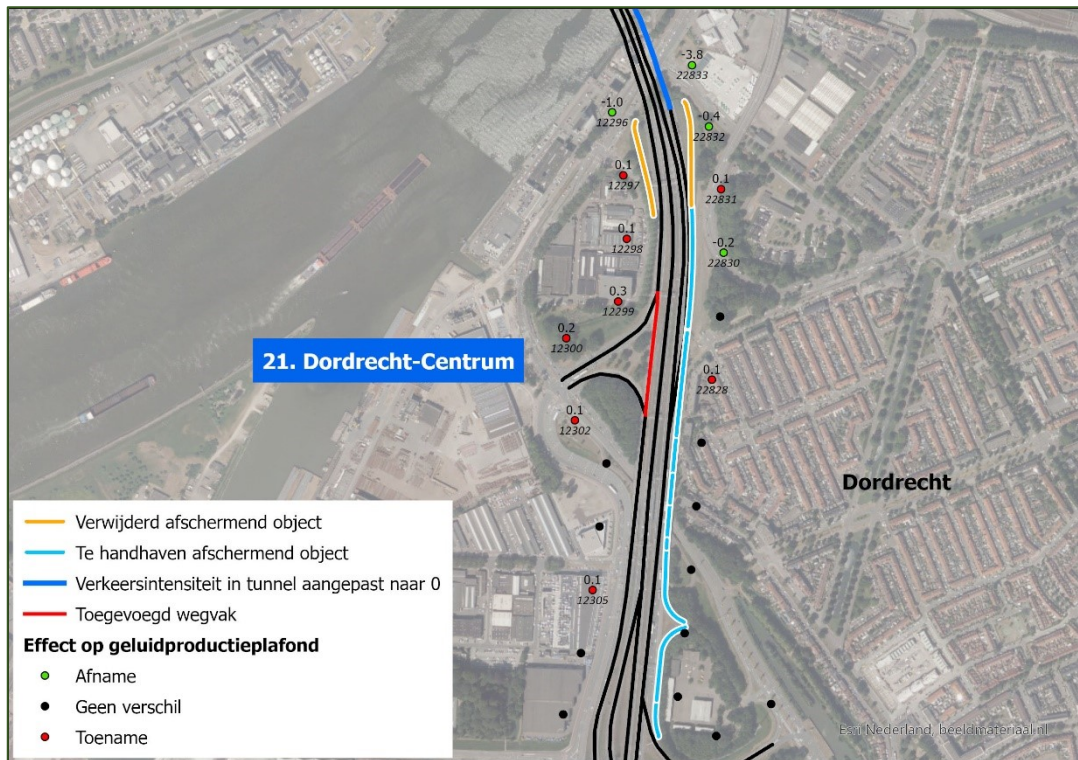 -3.8
22833
-1.0
12296
-0.4
22832
0.1
12297
0.1
22831
0.1
12298
-0.2
22830
0.3
12299
0.2
12300
21. Dordrecht-Centrum
0.1
22828
0.1
12302
Dordrecht
Verwijderd afschermend object
Te handhaven afschermend object
Verkeersintensiteit in tunnel aangepast naar 0
Toegevoegd wegvak
Effect op geluidproductieplafond
Afname
Geen verschil
Toename
0.1
12305
Esri Nederland, beeldmateriaal.nl